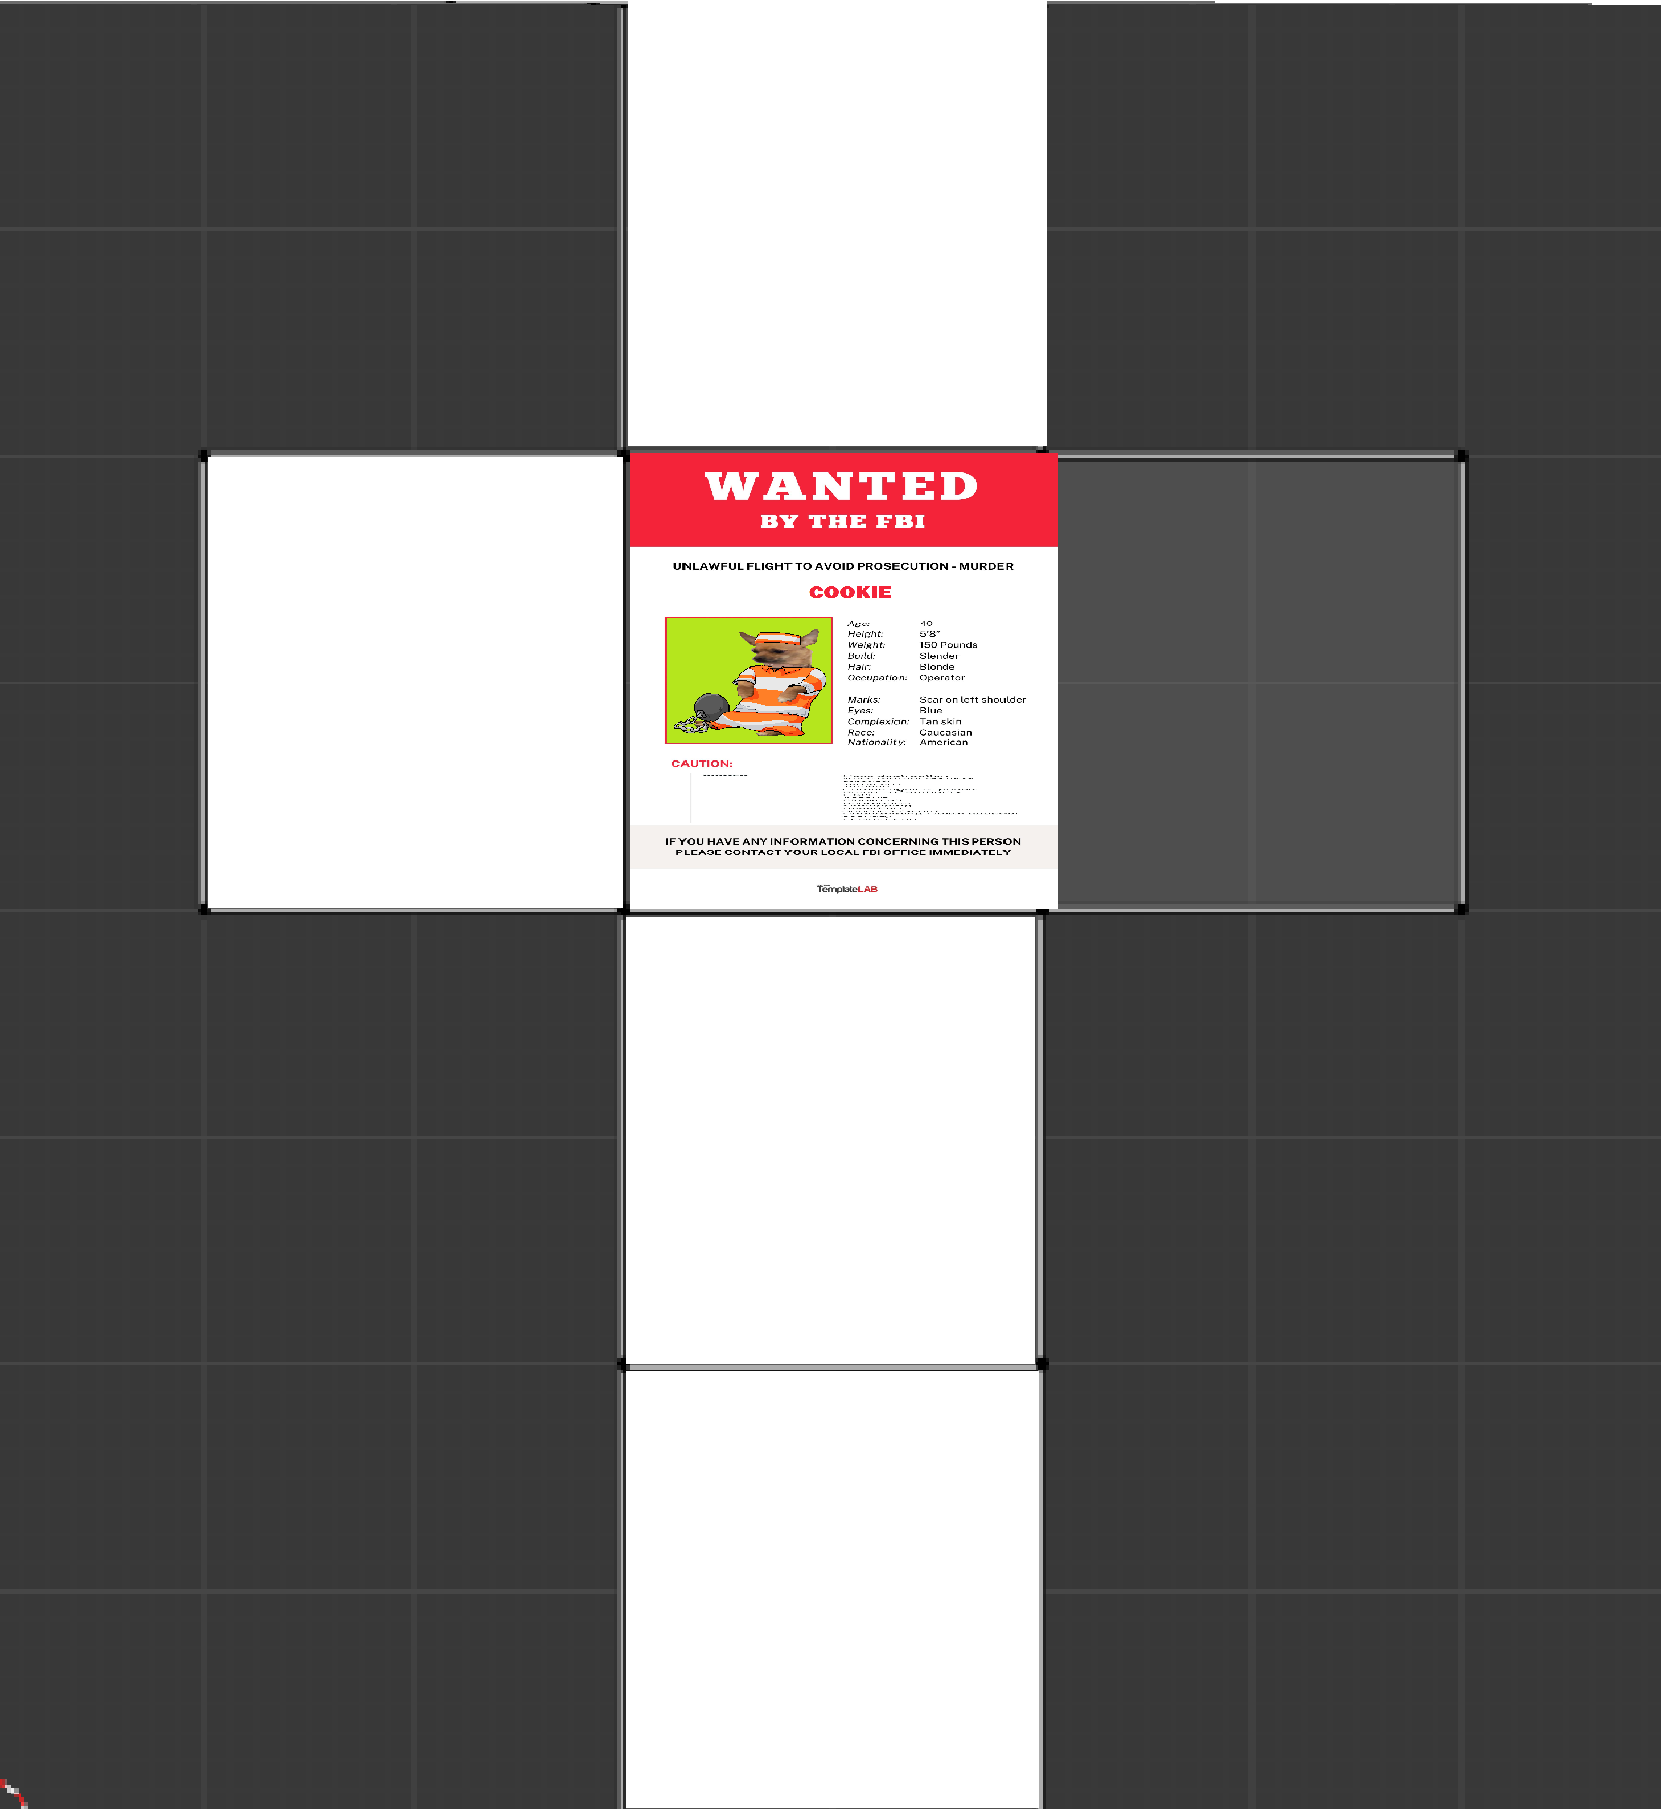 WANTED
BY THE FBI
UNLAWFUL FLIGHT TO AVOID PROSECUTION - MURDER
COOKIE
Age: 40
Height: 5'8"
Weight: 150 Pounds
Build: Slender
Hair: Blonde
Occupation: Operator
Marks: Scar on left shoulder
Eyes: Blue
Complexion: Tan skin
Race: Caucasian
Nationality: American
CAUTION:
IF YOU HAVE ANY INFORMATION CONCERNING THIS PERSON
PLEASE CONTACT YOUR LOCAL FBI OFFICE IMMEDIATELY
TemplateLAB